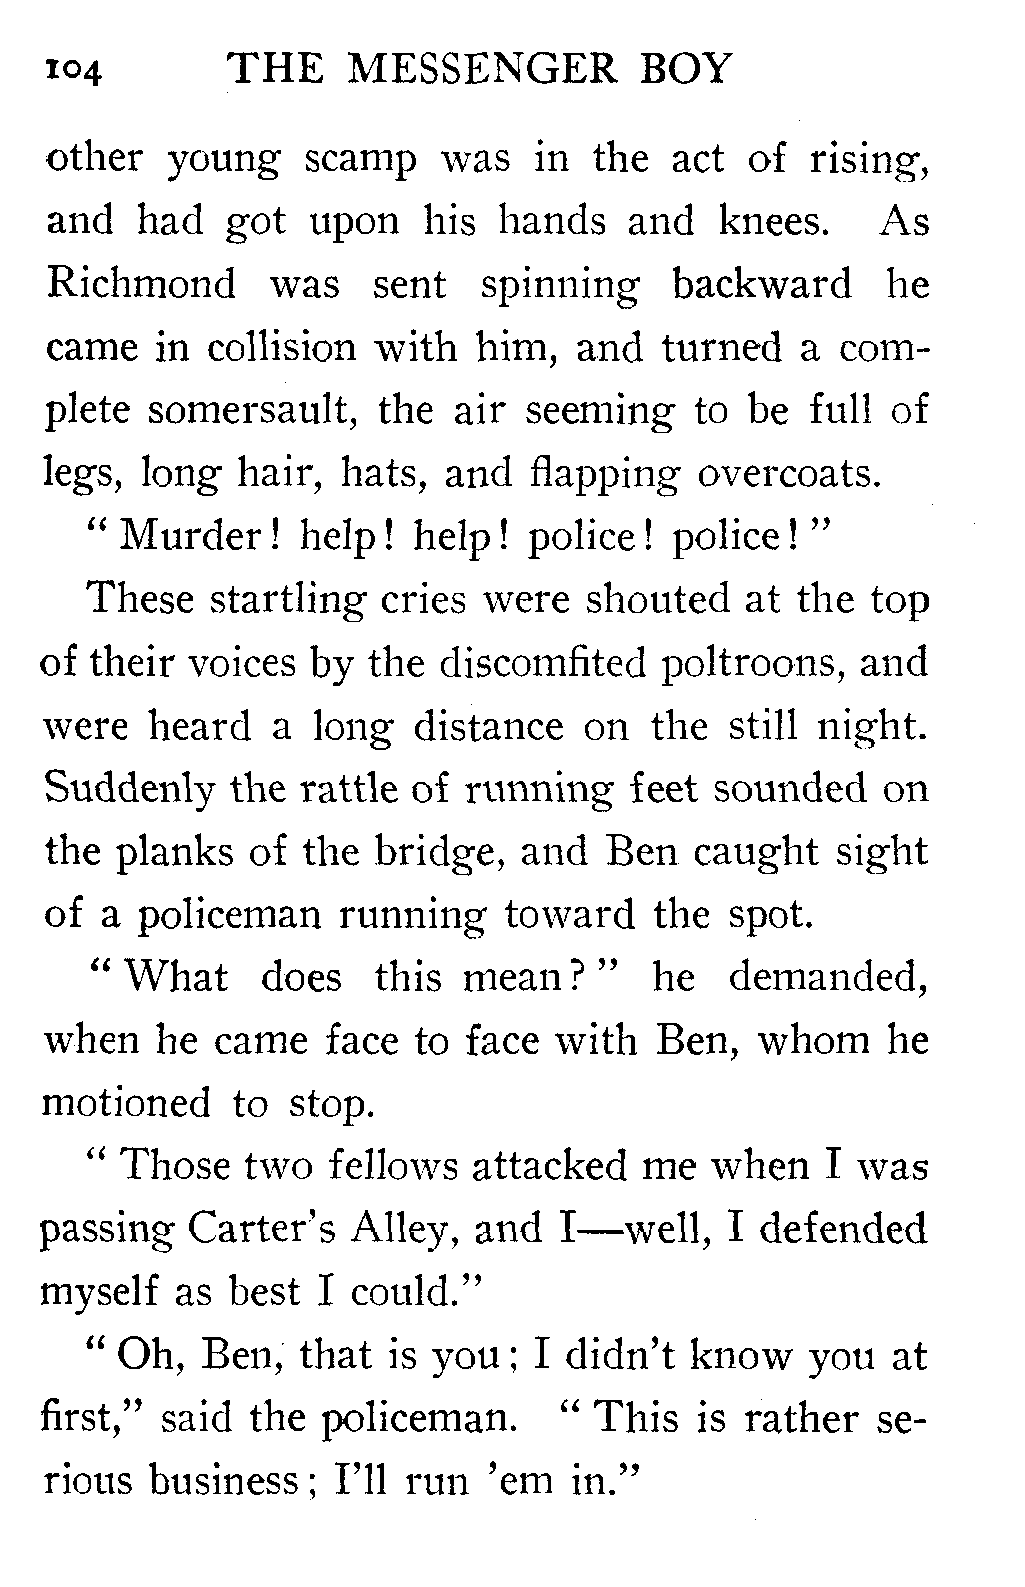 104 THE MESSENGER BOY
other young scamp was in the act of rising,
and had got upon his hands and knees. As
Richmond was sent spinning backward he
came in collision with him, and turned a com-
plete somersault, the air seeming to be full of
legs, long hair, hats, and flapping overcoats.
“ Murder! help! help! police! police! ”
These startling cries were shouted at the top
of their voices by the discomfited poltroons, and
were heard a long distance on the still night.
Suddenly the rattle of running feet sounded on
the planks of the bridge, and Ben caught sight
of a policeman running toward the spot.
“ What does this mean? ” he demanded,
when he came face to face with Ben, whom he
motioned to stop.
“ Those two fellows attacked me when I was
passing Carter’s Alley, and I—well, I defended
myself as best I could.”
“ Oh, Ben, that is you; I didn’t know you at
first,” said the policeman. “ This is rather se-
rious business; I’ll run ’em in.”